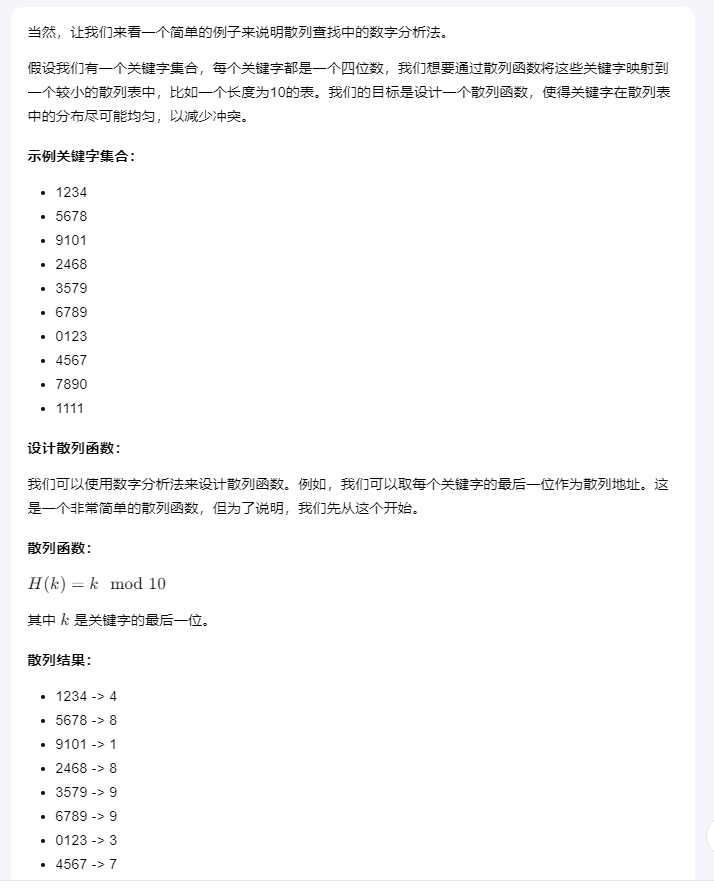 当然，让我们来看一个简单的例子来说明散列查找中的数字分析法。
假设我们有一个关键字集合，每个关键字都是一个四位数，我们想要通过散列函数将这些关键字映射到
一个较小的散列表中，比如一个长度为10的表。我们的目标是设计一个散列函数，使得关键字在散列表
中的分布尽可能均匀，以减少冲突。
示例关键字集合：
• 1234
• 5678
• 9101
• 2468
• 3579
• 6789
• 0123
• 4567
• 7890
• 1111
设计散列函数：
我们可以使用数字分析法来设计散列函数。例如，我们可以取每个关键字的最后一位作为散列地址。这
是一个非常简单的散列函数，但为了说明，我们先从这个开始。
散列函数：
H(k) = k mod 10
其中 k 是关键字的最后一位。
散列结果：
• 1234 -> 4
• 5678 -> 8
• 9101 -> 1
• 2468 -> 8
• 3579 -> 9
• 6789 -> 9
• 0123 -> 3
• 4567 -> 7